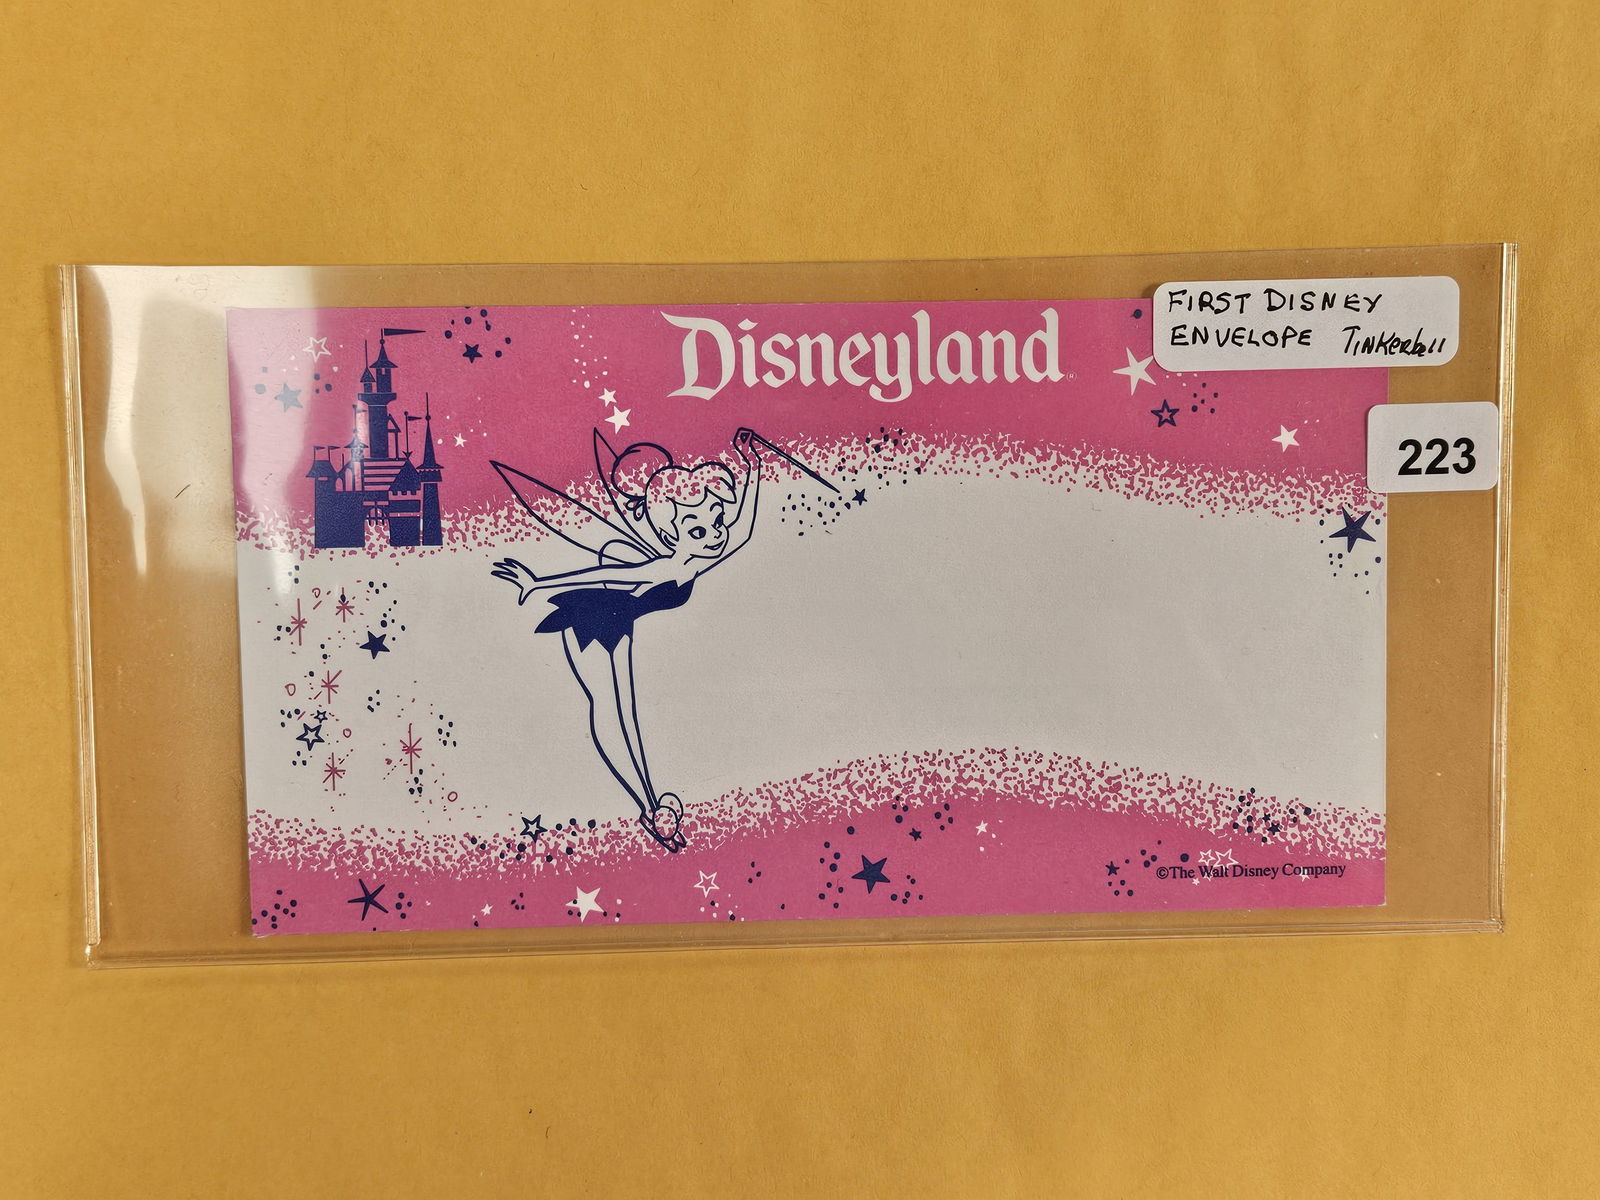 Disneyland®
FIRST DISNEY
ENVELOPE TINKerbell
223
©The Walt Disney Company